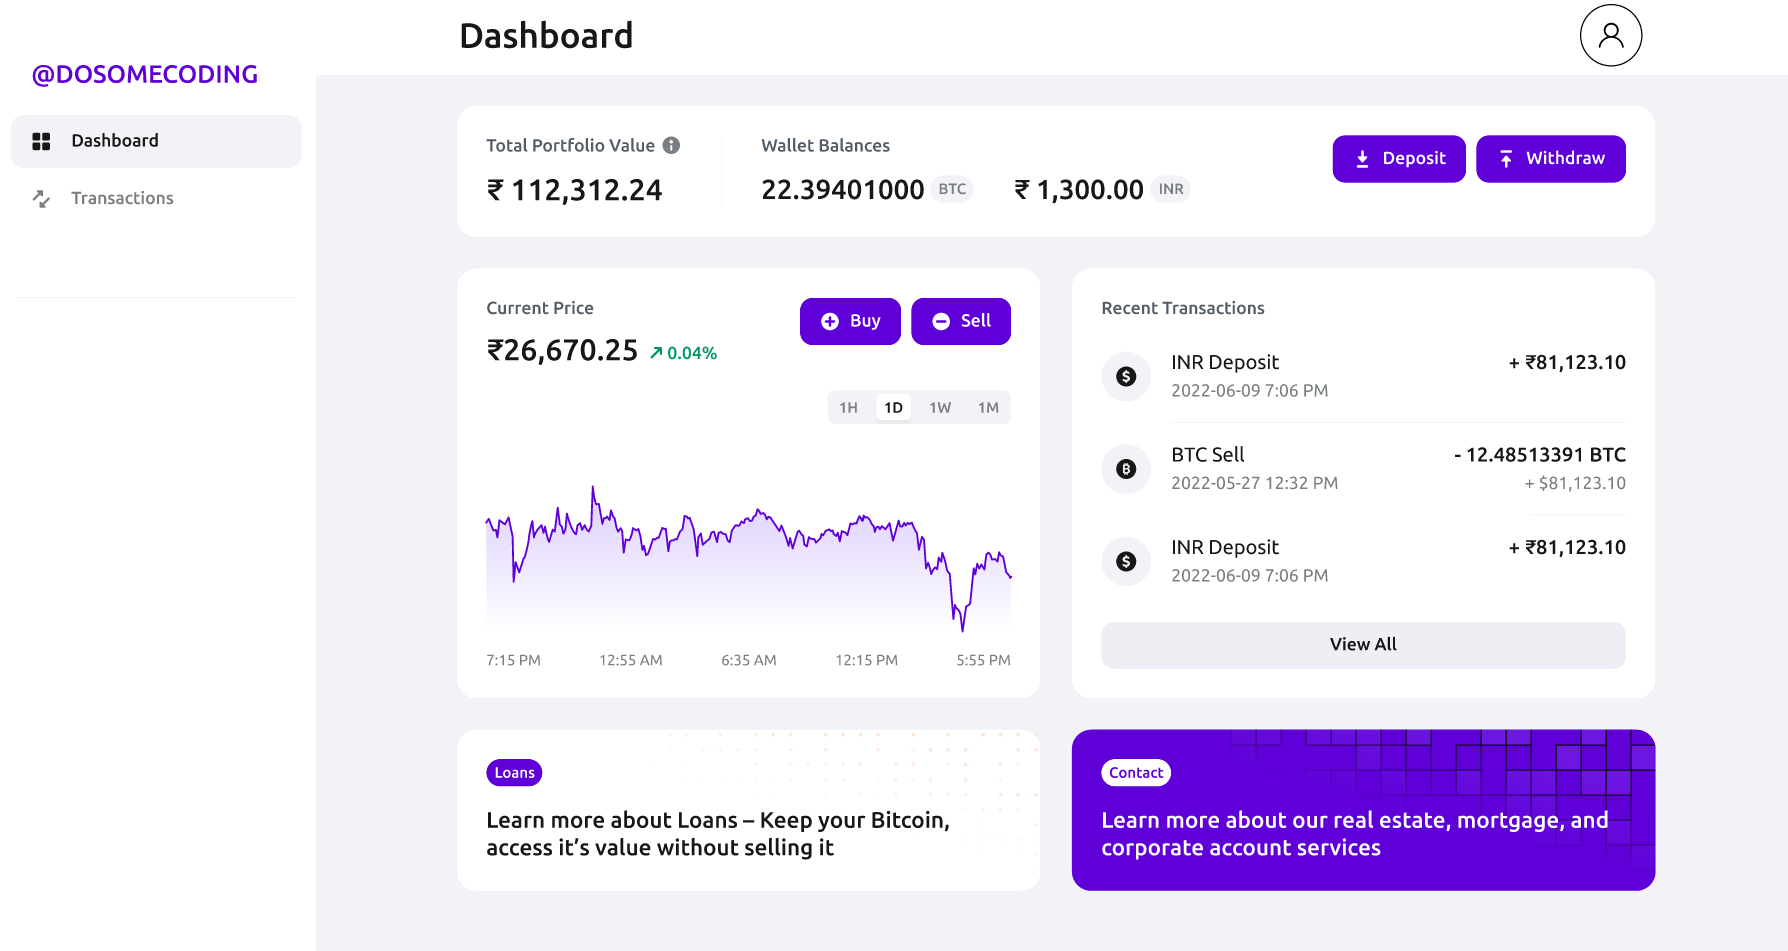 Dashboard
@DOSOMECODING
Dashboard
Transactions
Total Portfolio Value
₹ 112,312.24
Wallet Balances
22.39401000 BTC
₹ 1,300.00 INR
Deposit
Withdraw
Current Price
₹26,670.25 0.04%
Buy
Sell
1H 1D 1W 1M
7:15 PM 12:55 AM 6:35 AM 12:15 PM 5:55 PM
Recent Transactions
INR Deposit + ₹81,123.10
2022-06-09 7:06 PM
BTC Sell - 12.48513391 BTC
2022-05-27 12:32 PM + $81,123.10
INR Deposit + ₹81,123.10
2022-06-09 7:06 PM
View All
Loans
Learn more about Loans – Keep your Bitcoin,
access it’s value without selling it
Contact
Learn more about our real estate, mortgage, and
corporate account services